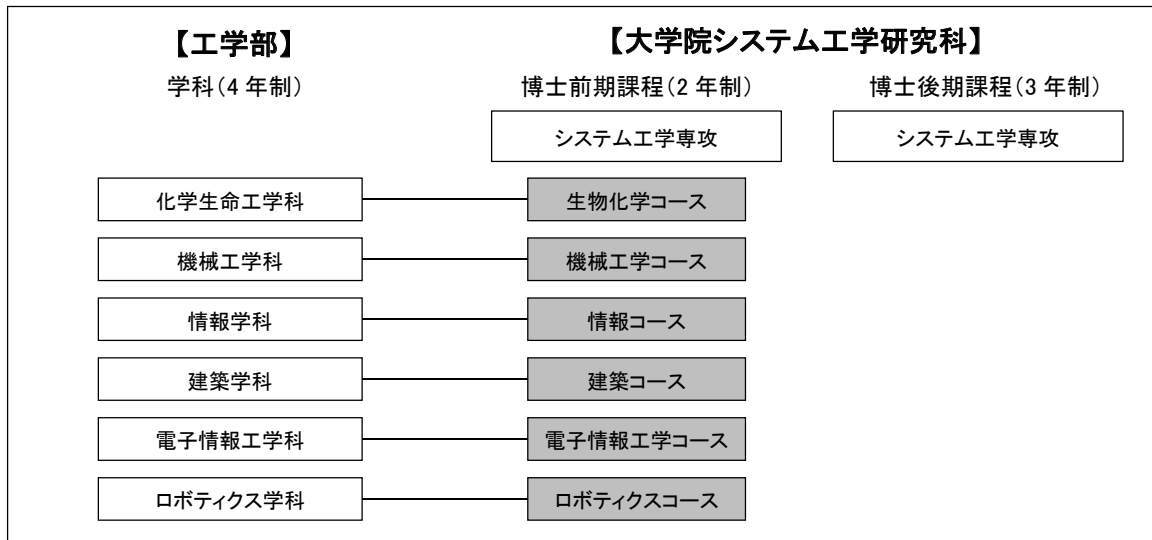 【工学部】 【大学院システム工学研究科】
学科(4年制) 博士前期課程(2年制) 博士後期課程(3年制)
システム工学専攻 システム工学専攻
化学生命工学科 生物化学コース
機械工学科 機械工学コース
情報学科 情報コース
建築学科 建築コース
電子情報工学科 電子情報工学コース
ロボティクス学科 ロボティクスコース